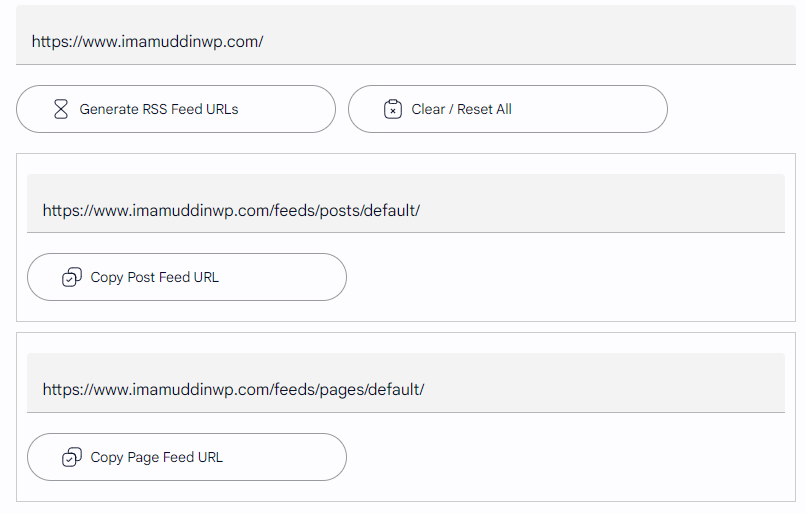 https://www.imamuddinwp.com/
Generate RSS Feed URLs
Clear / Reset All
https://www.imamuddinwp.com/feeds/posts/default/
Copy Post Feed URL
https://www.imamuddinwp.com/feeds/pages/default/
Copy Page Feed URL